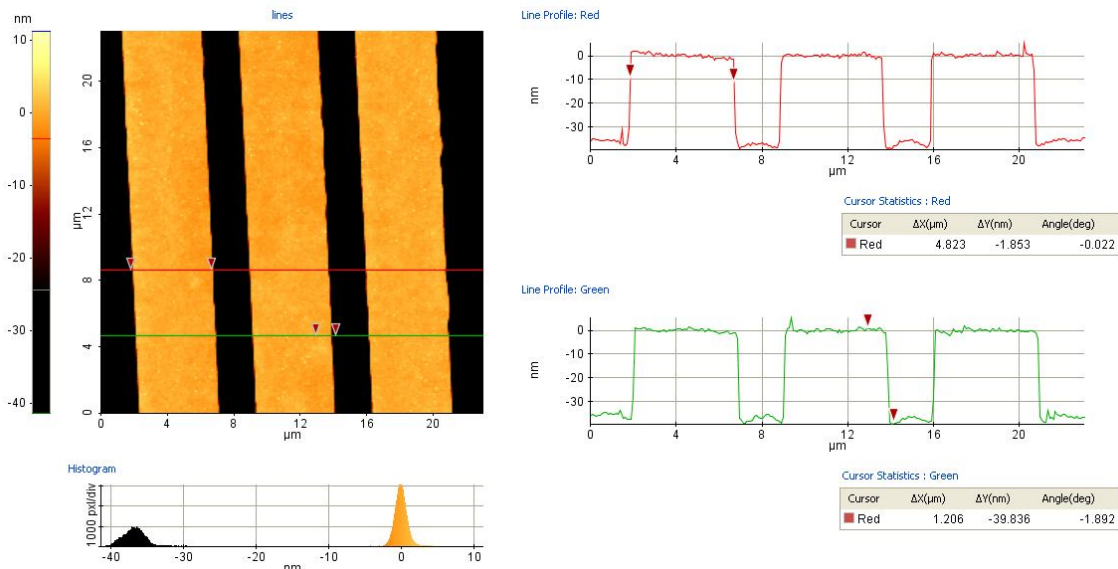 nm
10
0
-10
-20
-30
-40
lines
µm
20
16
12
8
4
0
0 4 8 12 16 20
µm
Line Profile: Red
nm
0
-10
-20
-30
0 4 8 12 16 20
µm
Cursor Statistics : Red
Cursor ΔX(µm) ΔY(nm) Angle(deg)
Red 4.823 -1.853 -0.022
Line Profile: Green
nm
0
-10
-20
-30
0 4 8 12 16 20
µm
Cursor Statistics : Green
Cursor ΔX(µm) ΔY(nm) Angle(deg)
Red 1.206 -39.836 -1.892
Histogram
1000 pxl/div
-40 -30 -20 -10 0 10
nm